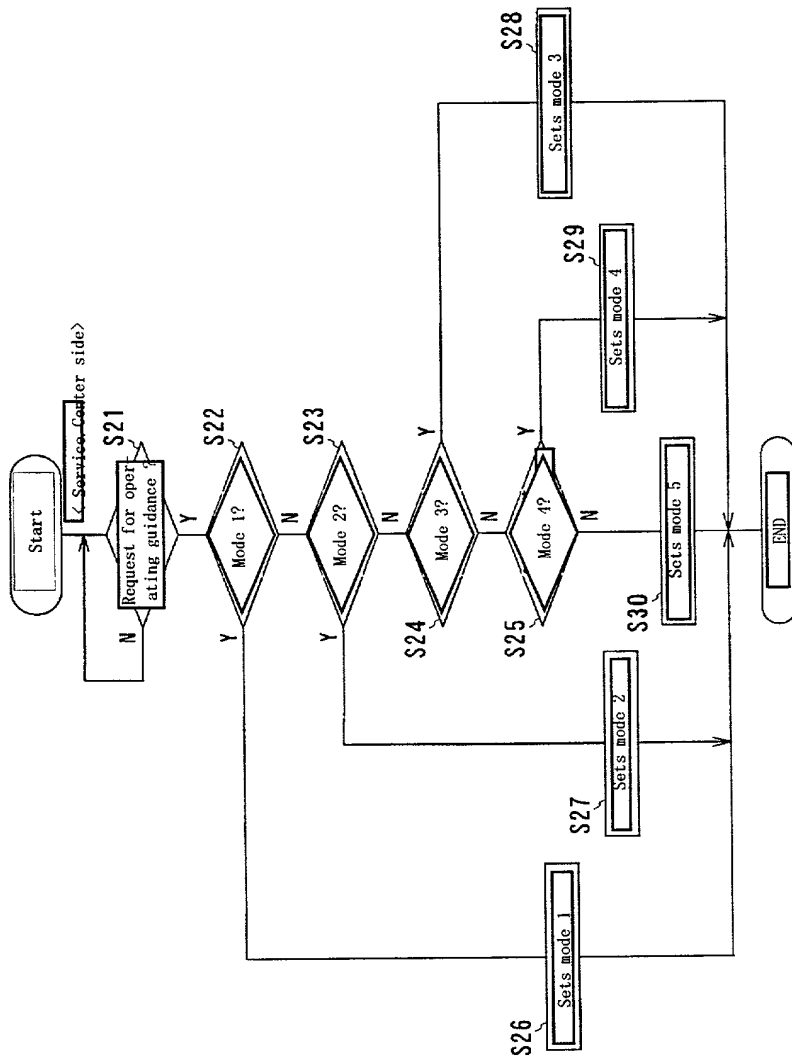 Start
< Service Center side>
S21
Request for oper-
ating guidance ?
N
Y
S22
Mode 1?
Y
N
S23
Mode 2?
Y
N
S24
Mode 3?
Y
N
S25
Mode 4?
Y
N
S26
Sets mode 1
S27
Sets mode 2
S30
Sets mode 5
S29
Sets mode 4
S28
Sets mode 3
END